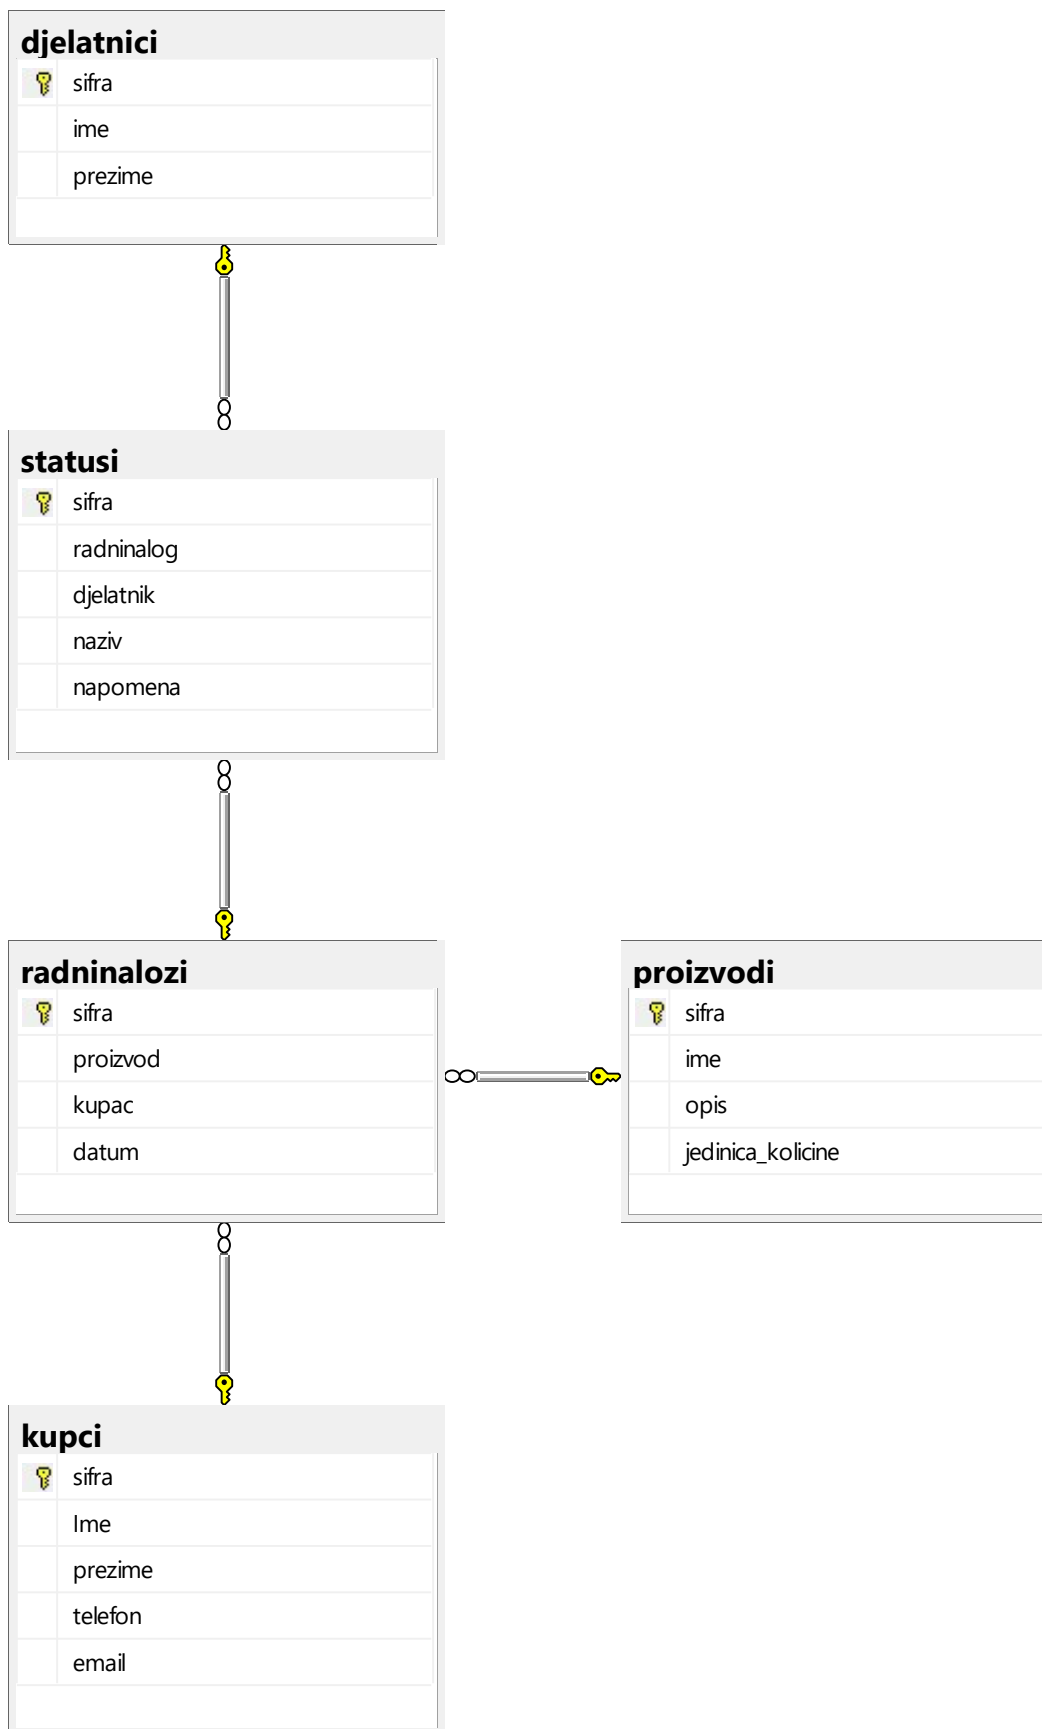 djelatnici
sifra
ime
prezime
statusi
sifra
radninalog
djelatnik
naziv
napomena
radninalozi
sifra
proizvod
kupac
datum
proizvodi
sifra
ime
opis
jedinica_kolicine
kupci
sifra
Ime
prezime
telefon
email